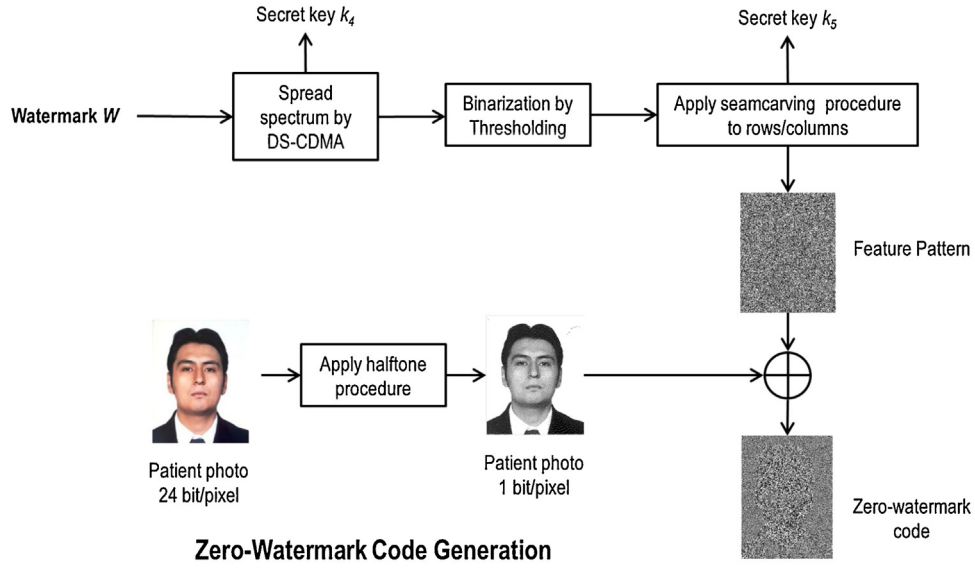 Secret key k4
Secret key k5
Watermark W
Spread
spectrum by
DS-CDMA
Binarization by
Thresholding
Apply seamcarving procedure
to rows/columns
Feature Pattern
Apply halftone
procedure
Patient photo
24 bit/pixel
Patient photo
1 bit/pixel
Zero-watermark
code
Zero-Watermark Code Generation